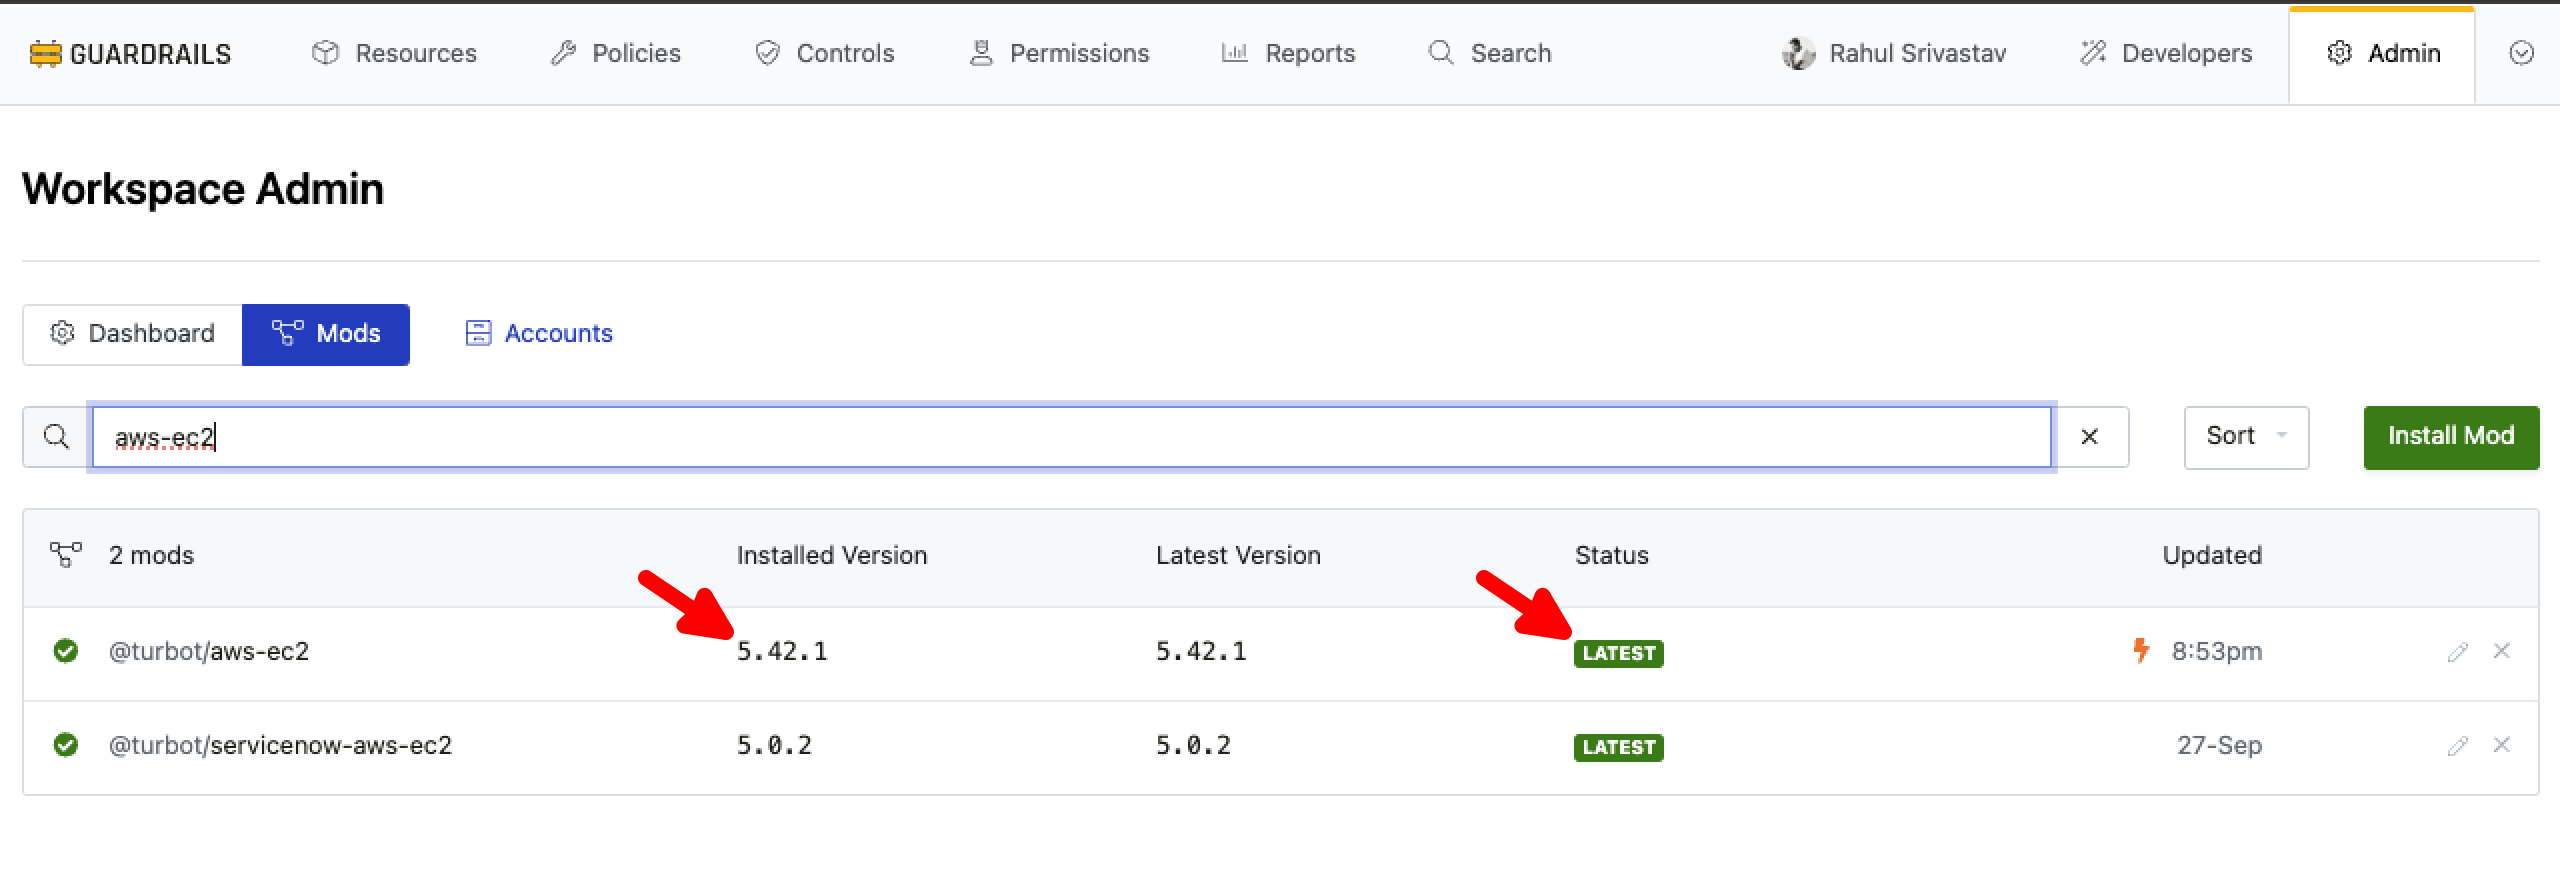 GUARDRAILS Resources Policies Controls Permissions Reports Search Rahul Srivastav Developers Admin
Workspace Admin
Dashboard Mods Accounts
aws-ec2 Sort Install Mod
2 mods Installed Version Latest Version Status Updated
@turbot/aws-ec2 5.42.1 5.42.1 LATEST 8:53pm
@turbot/servicenow-aws-ec2 5.0.2 5.0.2 LATEST 27-Sep